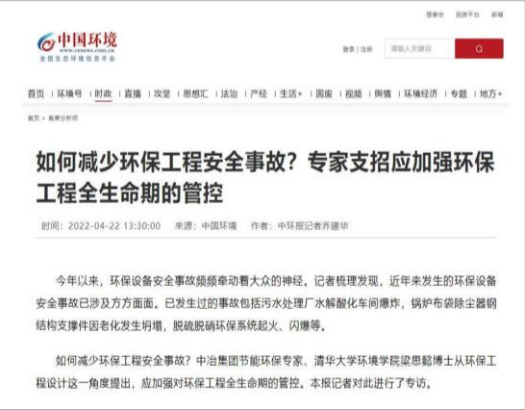 登录 | 注册
请输入关键词
中国环境
www.cenews.com.cn
全国生态环境信息平台
首页 | 环境号 | 时政 | 直播 | 攻坚 | 思想汇 | 法治 | 产经 | 生活+ | 固废 | 视频 | 舆情 | 环境经济 | 专题 | 地方+
如何减少环保工程安全事故？专家支招应加强环保
工程全生命期的管控
时间：2022-04-22 13:30:00 来源：中国环境 作者：中环报记者乔建华
今年以来，环保设备安全事故频频牵动着大众的神经。记者梳理发现，近年来发生的环保设备
安全事故已涉及方方面面。已发生过的事故包括污水处理厂水解酸化车间爆炸，锅炉布袋除尘器钢
结构支撑件因老化发生坍塌，脱硫脱硝环保系统起火、闪爆等。
如何减少环保工程安全事故？中冶集团节能环保专家、清华大学环境学院梁思懿博士从环保工
程设计这一角度提出，应加强对环保工程全生命期的管控。本报记者对此进行了专访。